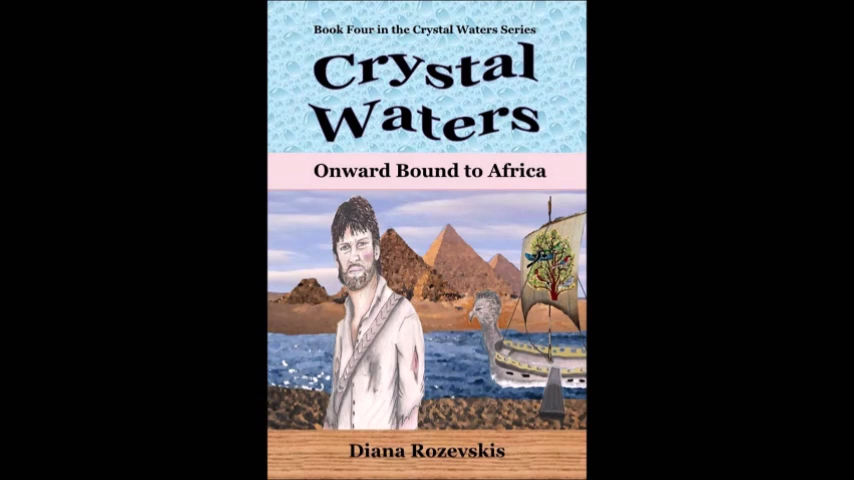 Book Four in the Crystal Waters Series
Crystal
Waters
Onward Bound to Africa
Diana Rozevskis